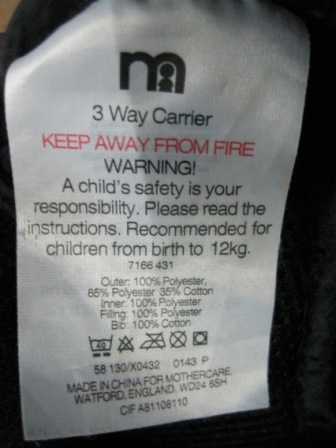 m
3 Way Carrier
KEEP AWAY FROM FIRE
WARNING!
A child's safety is your
responsibility. Please read the
instructions. Recommended for
children from birth to 12kg.
7166 431
Outer: 100% Polyester,
65% Polyester 35% Cotton
Inner: 100% Polyester
Filling: 100% Polyester
Bib: 100% Cotton
40
58 130/X0432 0143 P
MADE IN CHINA FOR MOTHERCARE
WATFORD, ENGLAND, WD24 6SH
CIF A81108110